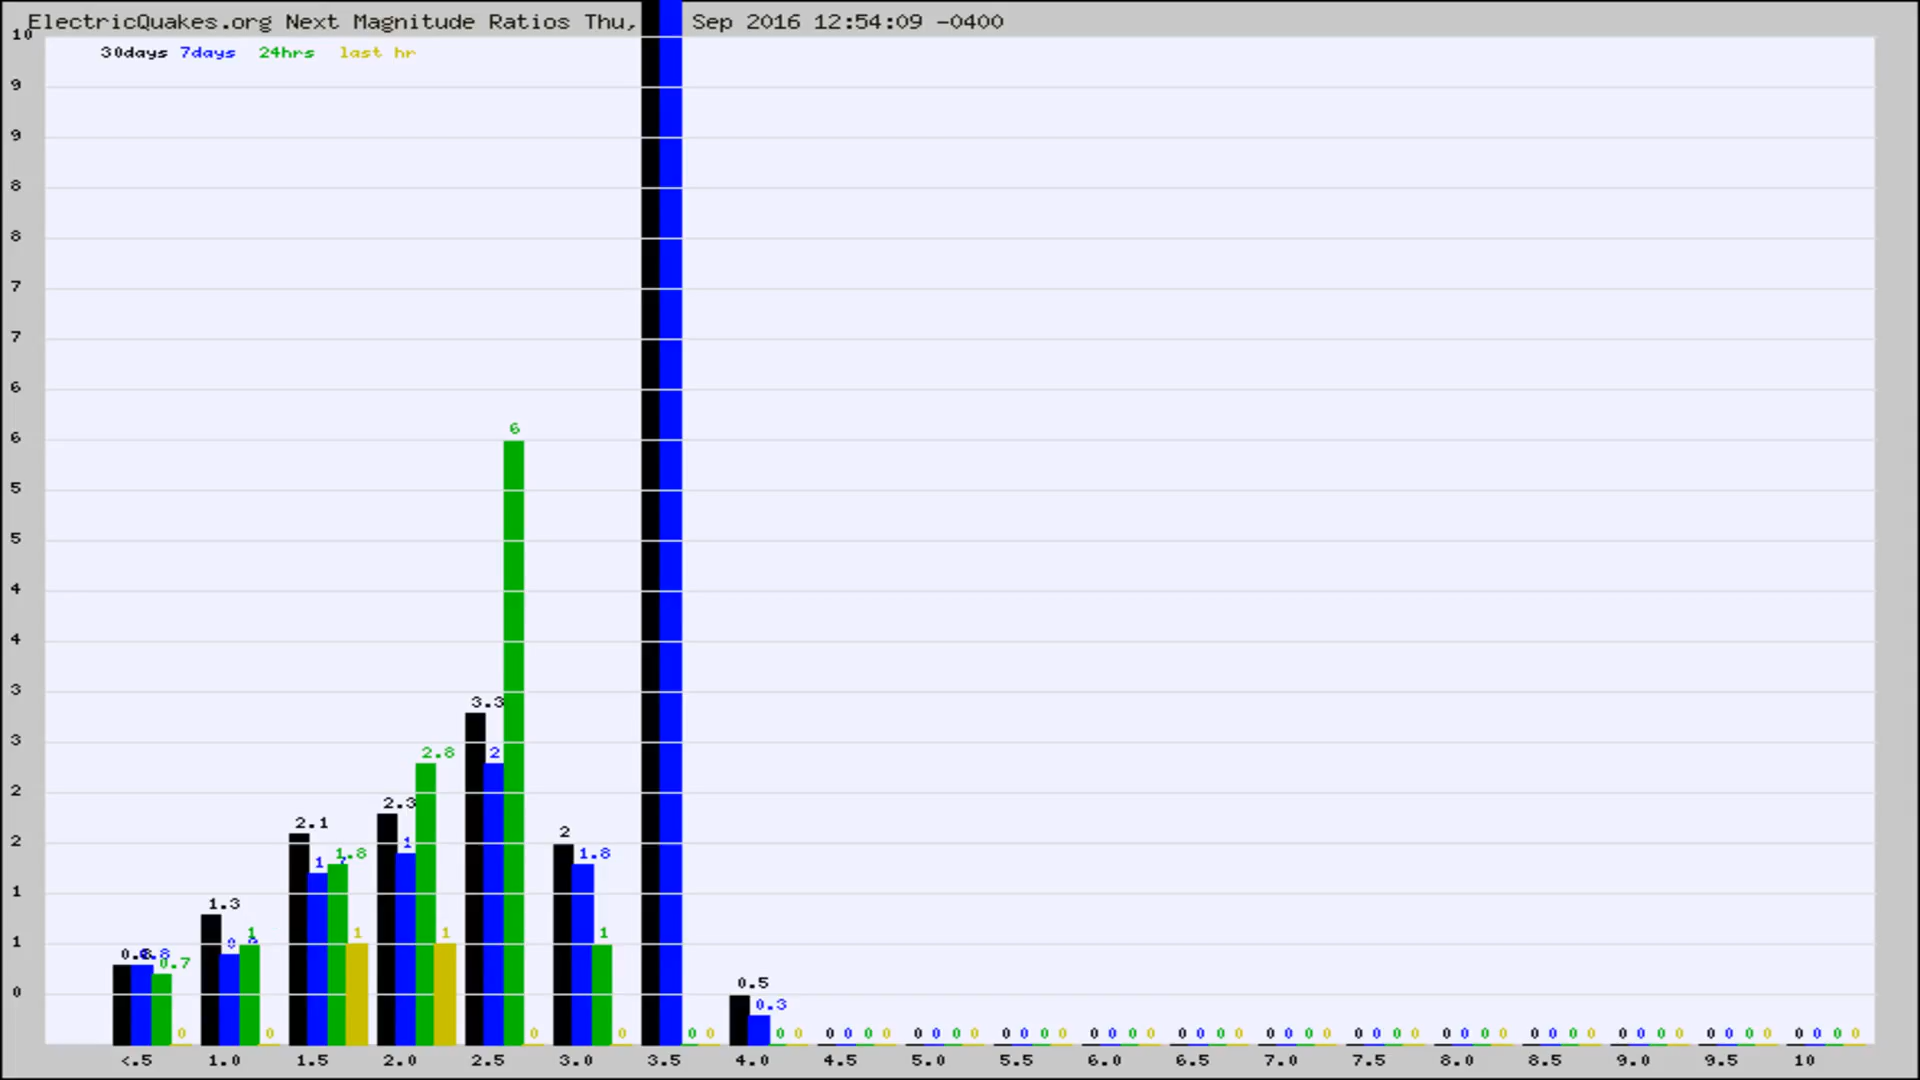 ElectricQuakes.org Next Magnitude Ratios Thu, Sep 2016 12:54:09 -0400
30days 7days 24hrs last hr
10
9
9
8
8
7
7
6
6
5
5
4
4
3
3
2
2
1
1
0
0.8 0.7 0
1.3 1 0
2.1 1.8 1
2.3 1 2.8 1
3.3 2 6 0
2 1.8 1 0
0 0
0.5 0.3 0 0
0 0 0 0
0 0 0 0
0 0 0 0
0 0 0 0
0 0 0 0
0 0 0 0
0 0 0 0
0 0 0 0
0 0 0 0
0 0 0 0
0 0 0 0
0 0 0 0
<.5 1.0 1.5 2.0 2.5 3.0 3.5 4.0 4.5 5.0 5.5 6.0 6.5 7.0 7.5 8.0 8.5 9.0 9.5 10